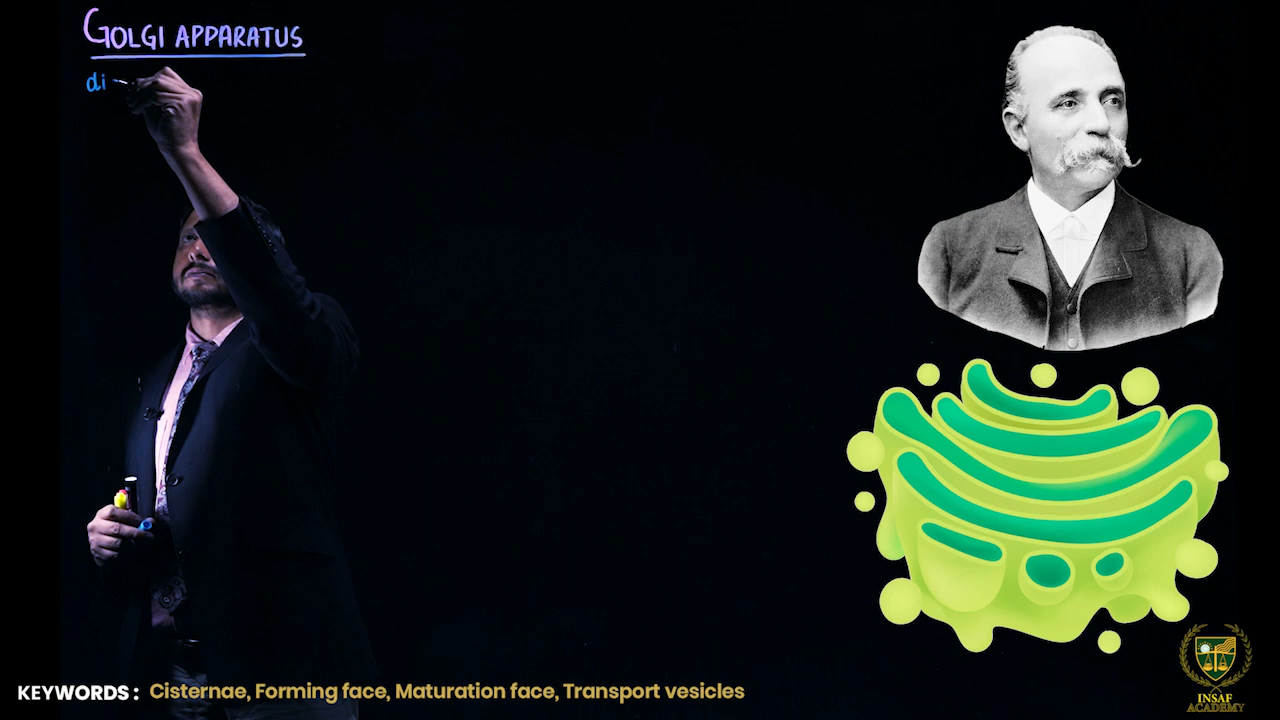 GOLGI APPARATUS
di
KEYWORDS : Cisternae, Forming face, Maturation face, Transport vesicles
INSAF
ACADEMY